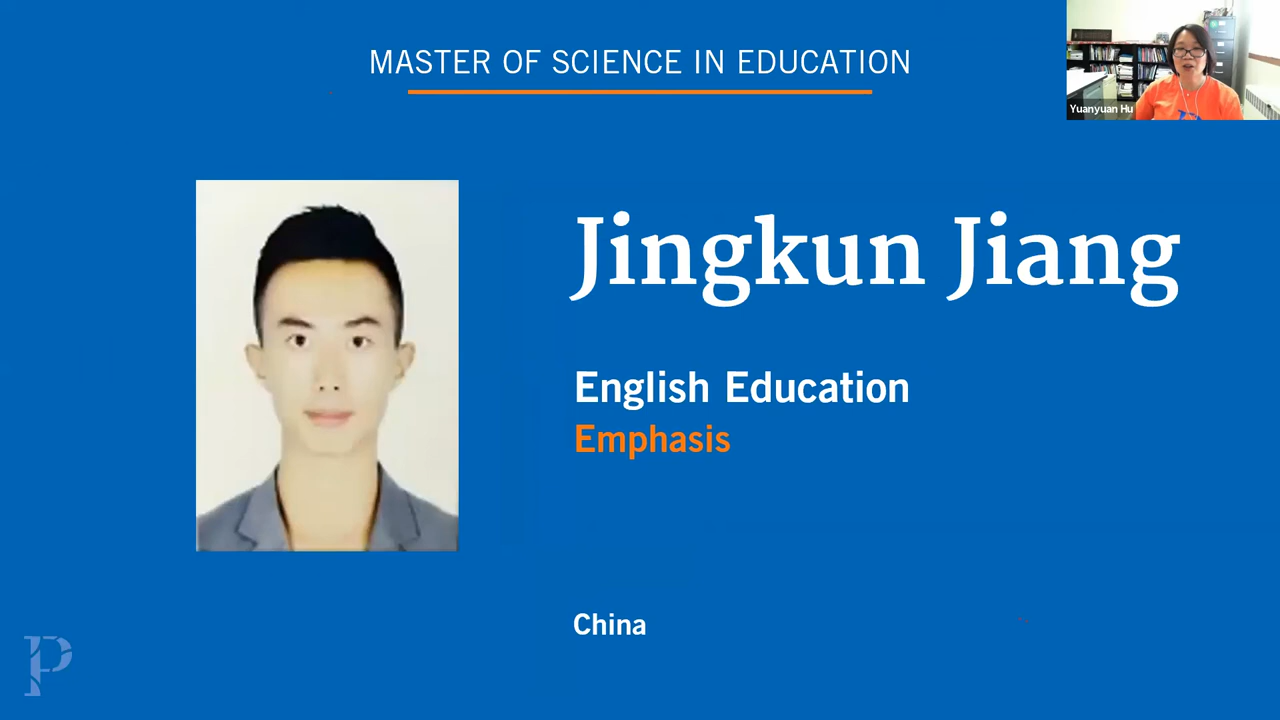 MASTER OF SCIENCE IN EDUCATION
Yuanyuan Hu
Jingkun Jiang
English Education
Emphasis
China
P